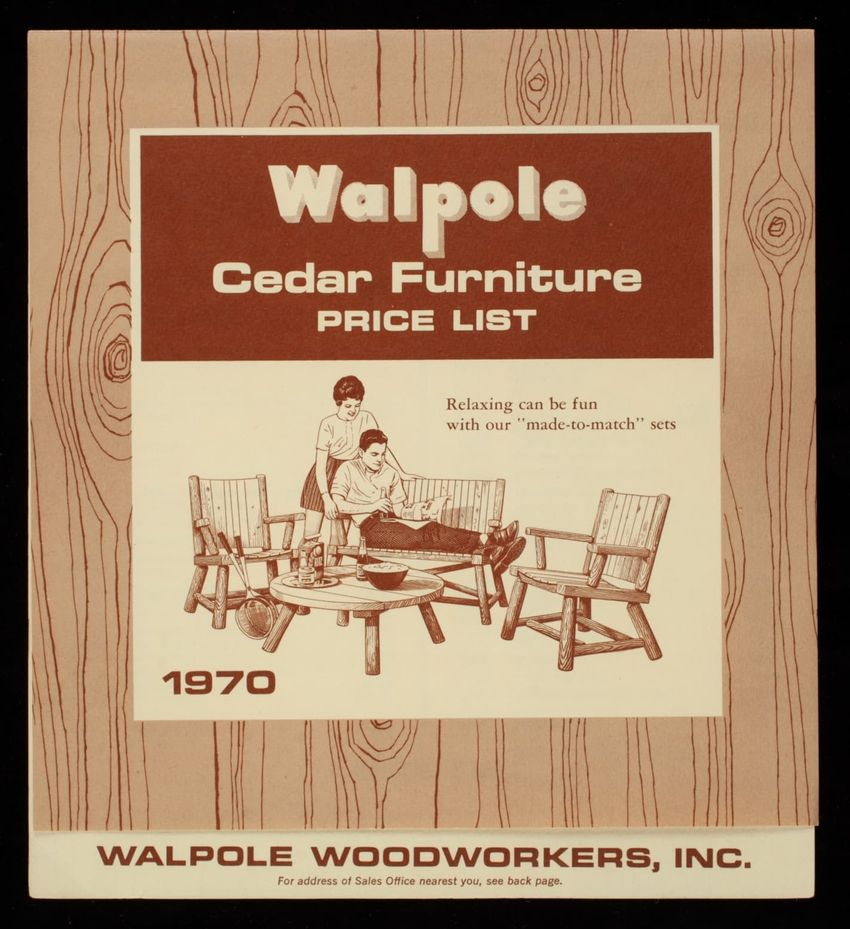 Walpole
Cedar Furniture
PRICE LIST
Relaxing can be fun
with our "made-to-match" sets
1970
WALPOLE WOODWORKERS, INC.
For address of Sales Office nearest you, see back page.